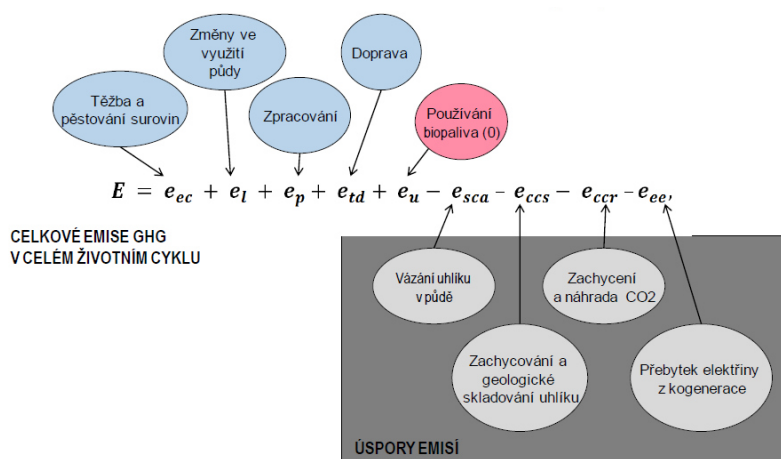 Změny ve
využití
půdy
Doprava
Těžba a
pěstování surovin
Zpracování
Používání
biopaliva (0)
E = e_ec + e_l + e_p + e_td + e_u − e_sca − e_ccs − e_ccr − e_ee,
CELKOVÉ EMISE GHG
V CELÉM ŽIVOTNÍM CYKLU
Vázání uhlíku
v půdě
Zachycení
a náhrada CO2
Zachycování a
geologické
skladování uhlíku
Přebytek elektřiny
z kogenerace
ÚSPORY EMISÍ